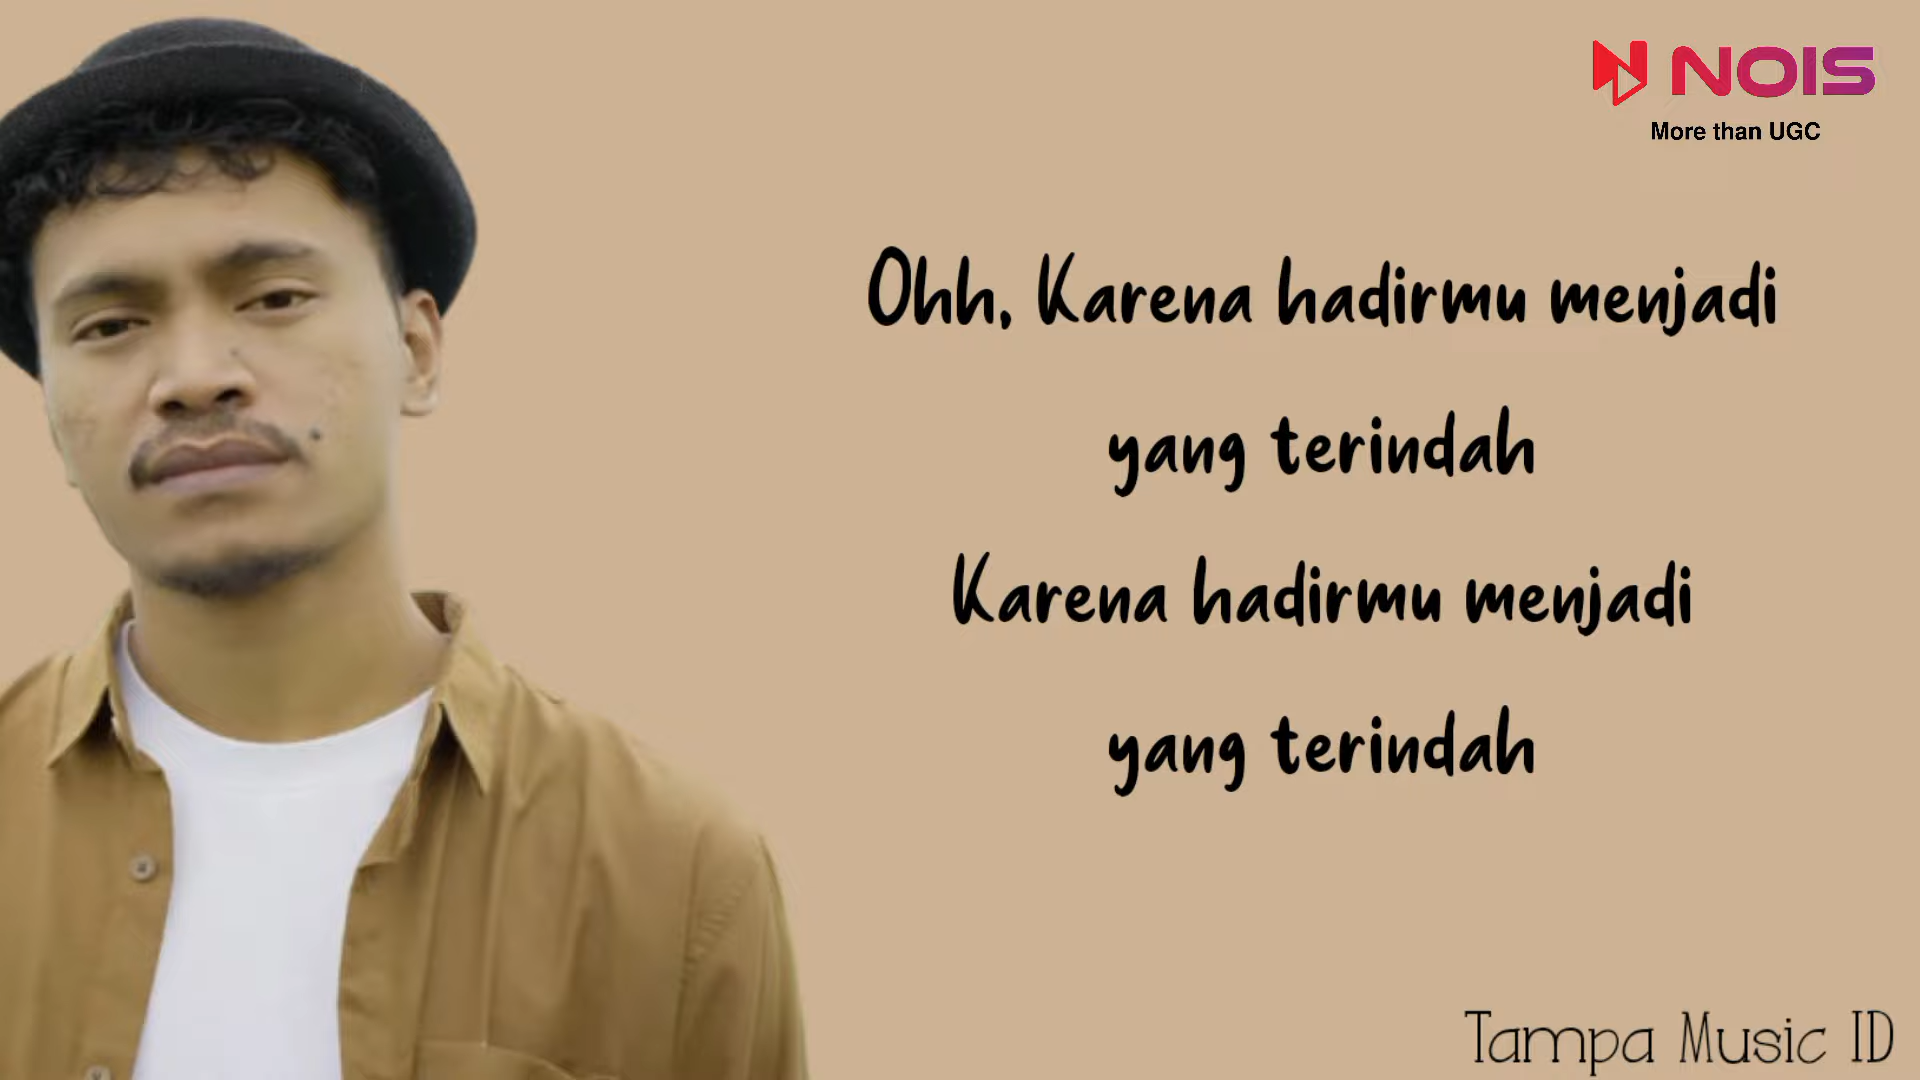 NOIS
More than UGC
Ohh, Karena hadirmu menjadi
yang terindah
Karena hadirmu menjadi
yang terindah
Tampa Music ID